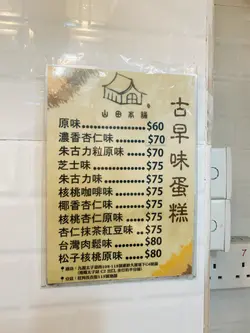 山田本舖
古早味蛋糕
原味 $60
濃香杏仁味 $70
朱古力粒原味 $70
芝士味 $75
朱古力味 $75
核桃咖啡味 $75
椰香杏仁味 $75
核桃杏仁原味 $75
杏仁抹茶紅豆味 $75
台灣肉鬆味 $80
松子核桃原味 $80